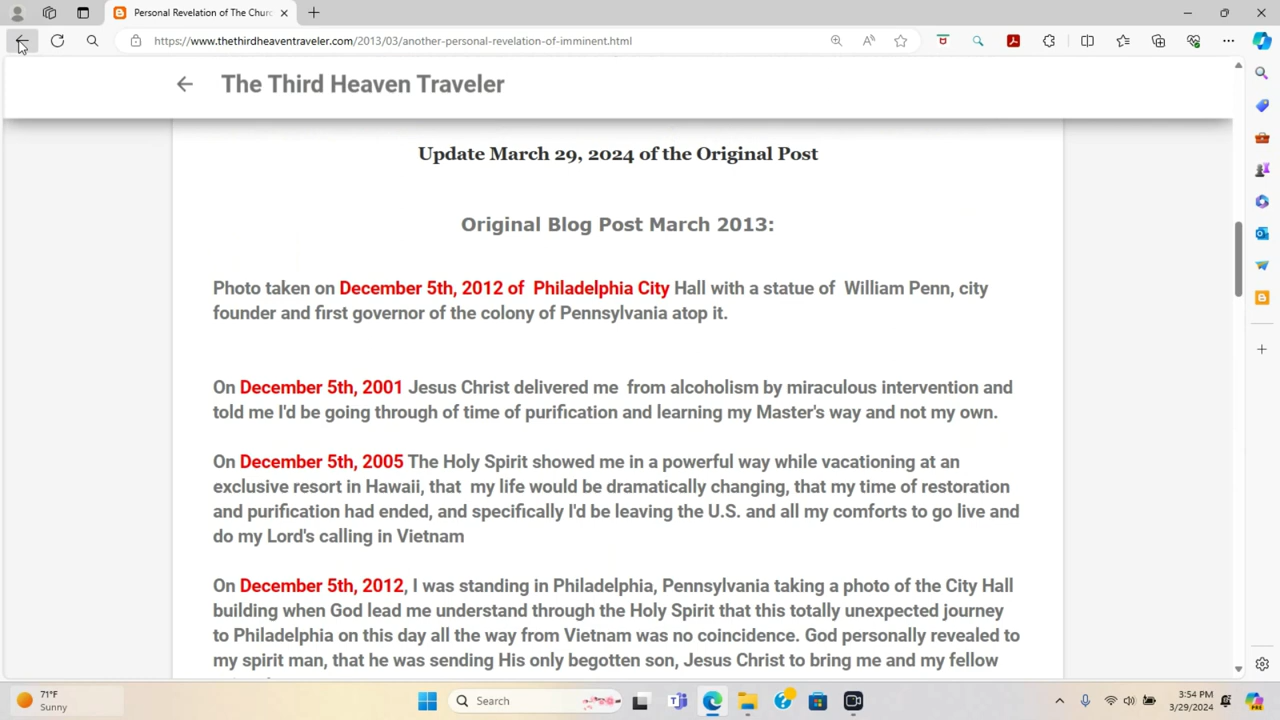 Personal Revelation of The Churc
https://www.thethirdheaventraveler.com/2013/03/another-personal-revelation-of-imminent.html
The Third Heaven Traveler
Update March 29, 2024 of the Original Post
Original Blog Post March 2013:
Photo taken on December 5th, 2012 of Philadelphia City Hall with a statue of William Penn, city
founder and first governor of the colony of Pennsylvania atop it.
On December 5th, 2001 Jesus Christ delivered me from alcoholism by miraculous intervention and
told me I'd be going through of time of purification and learning my Master's way and not my own.
On December 5th, 2005 The Holy Spirit showed me in a powerful way while vacationing at an
exclusive resort in Hawaii, that my life would be dramatically changing, that my time of restoration
and purification had ended, and specifically I'd be leaving the U.S. and all my comforts to go live and
do my Lord's calling in Vietnam
On December 5th, 2012, I was standing in Philadelphia, Pennsylvania taking a photo of the City Hall
building when God lead me understand through the Holy Spirit that this totally unexpected journey
to Philadelphia on this day all the way from Vietnam was no coincidence. God personally revealed to
my spirit man, that he was sending His only begotten son, Jesus Christ to bring me and my fellow
71°F
Sunny
Search
3:54 PM
3/29/2024